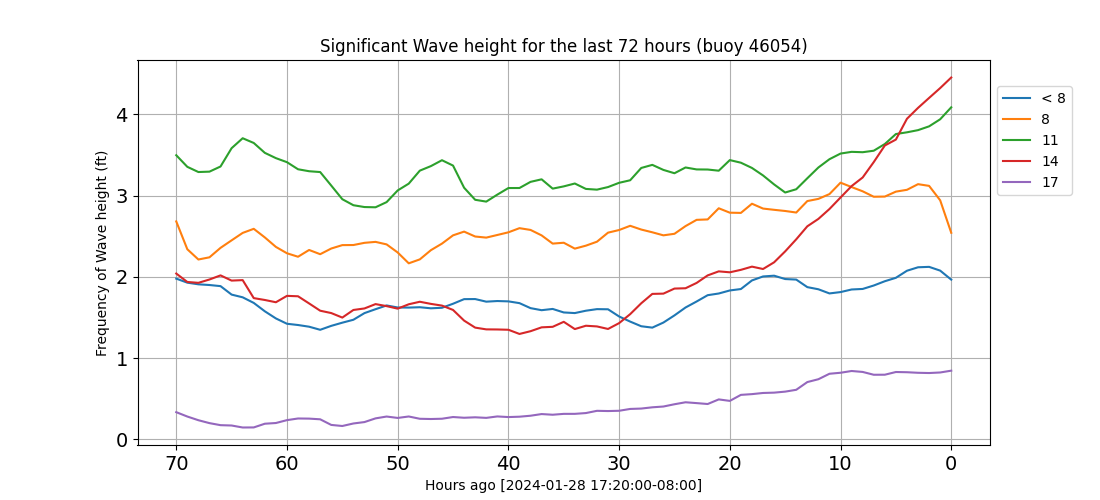 Significant Wave height for the last 72 hours (buoy 46054)
Frequency of Wave height (ft)
4
3
2
1
0
70 60 50 40 30 20 10 0
Hours ago [2024-01-28 17:20:00-08:00]
< 8
8
11
14
17